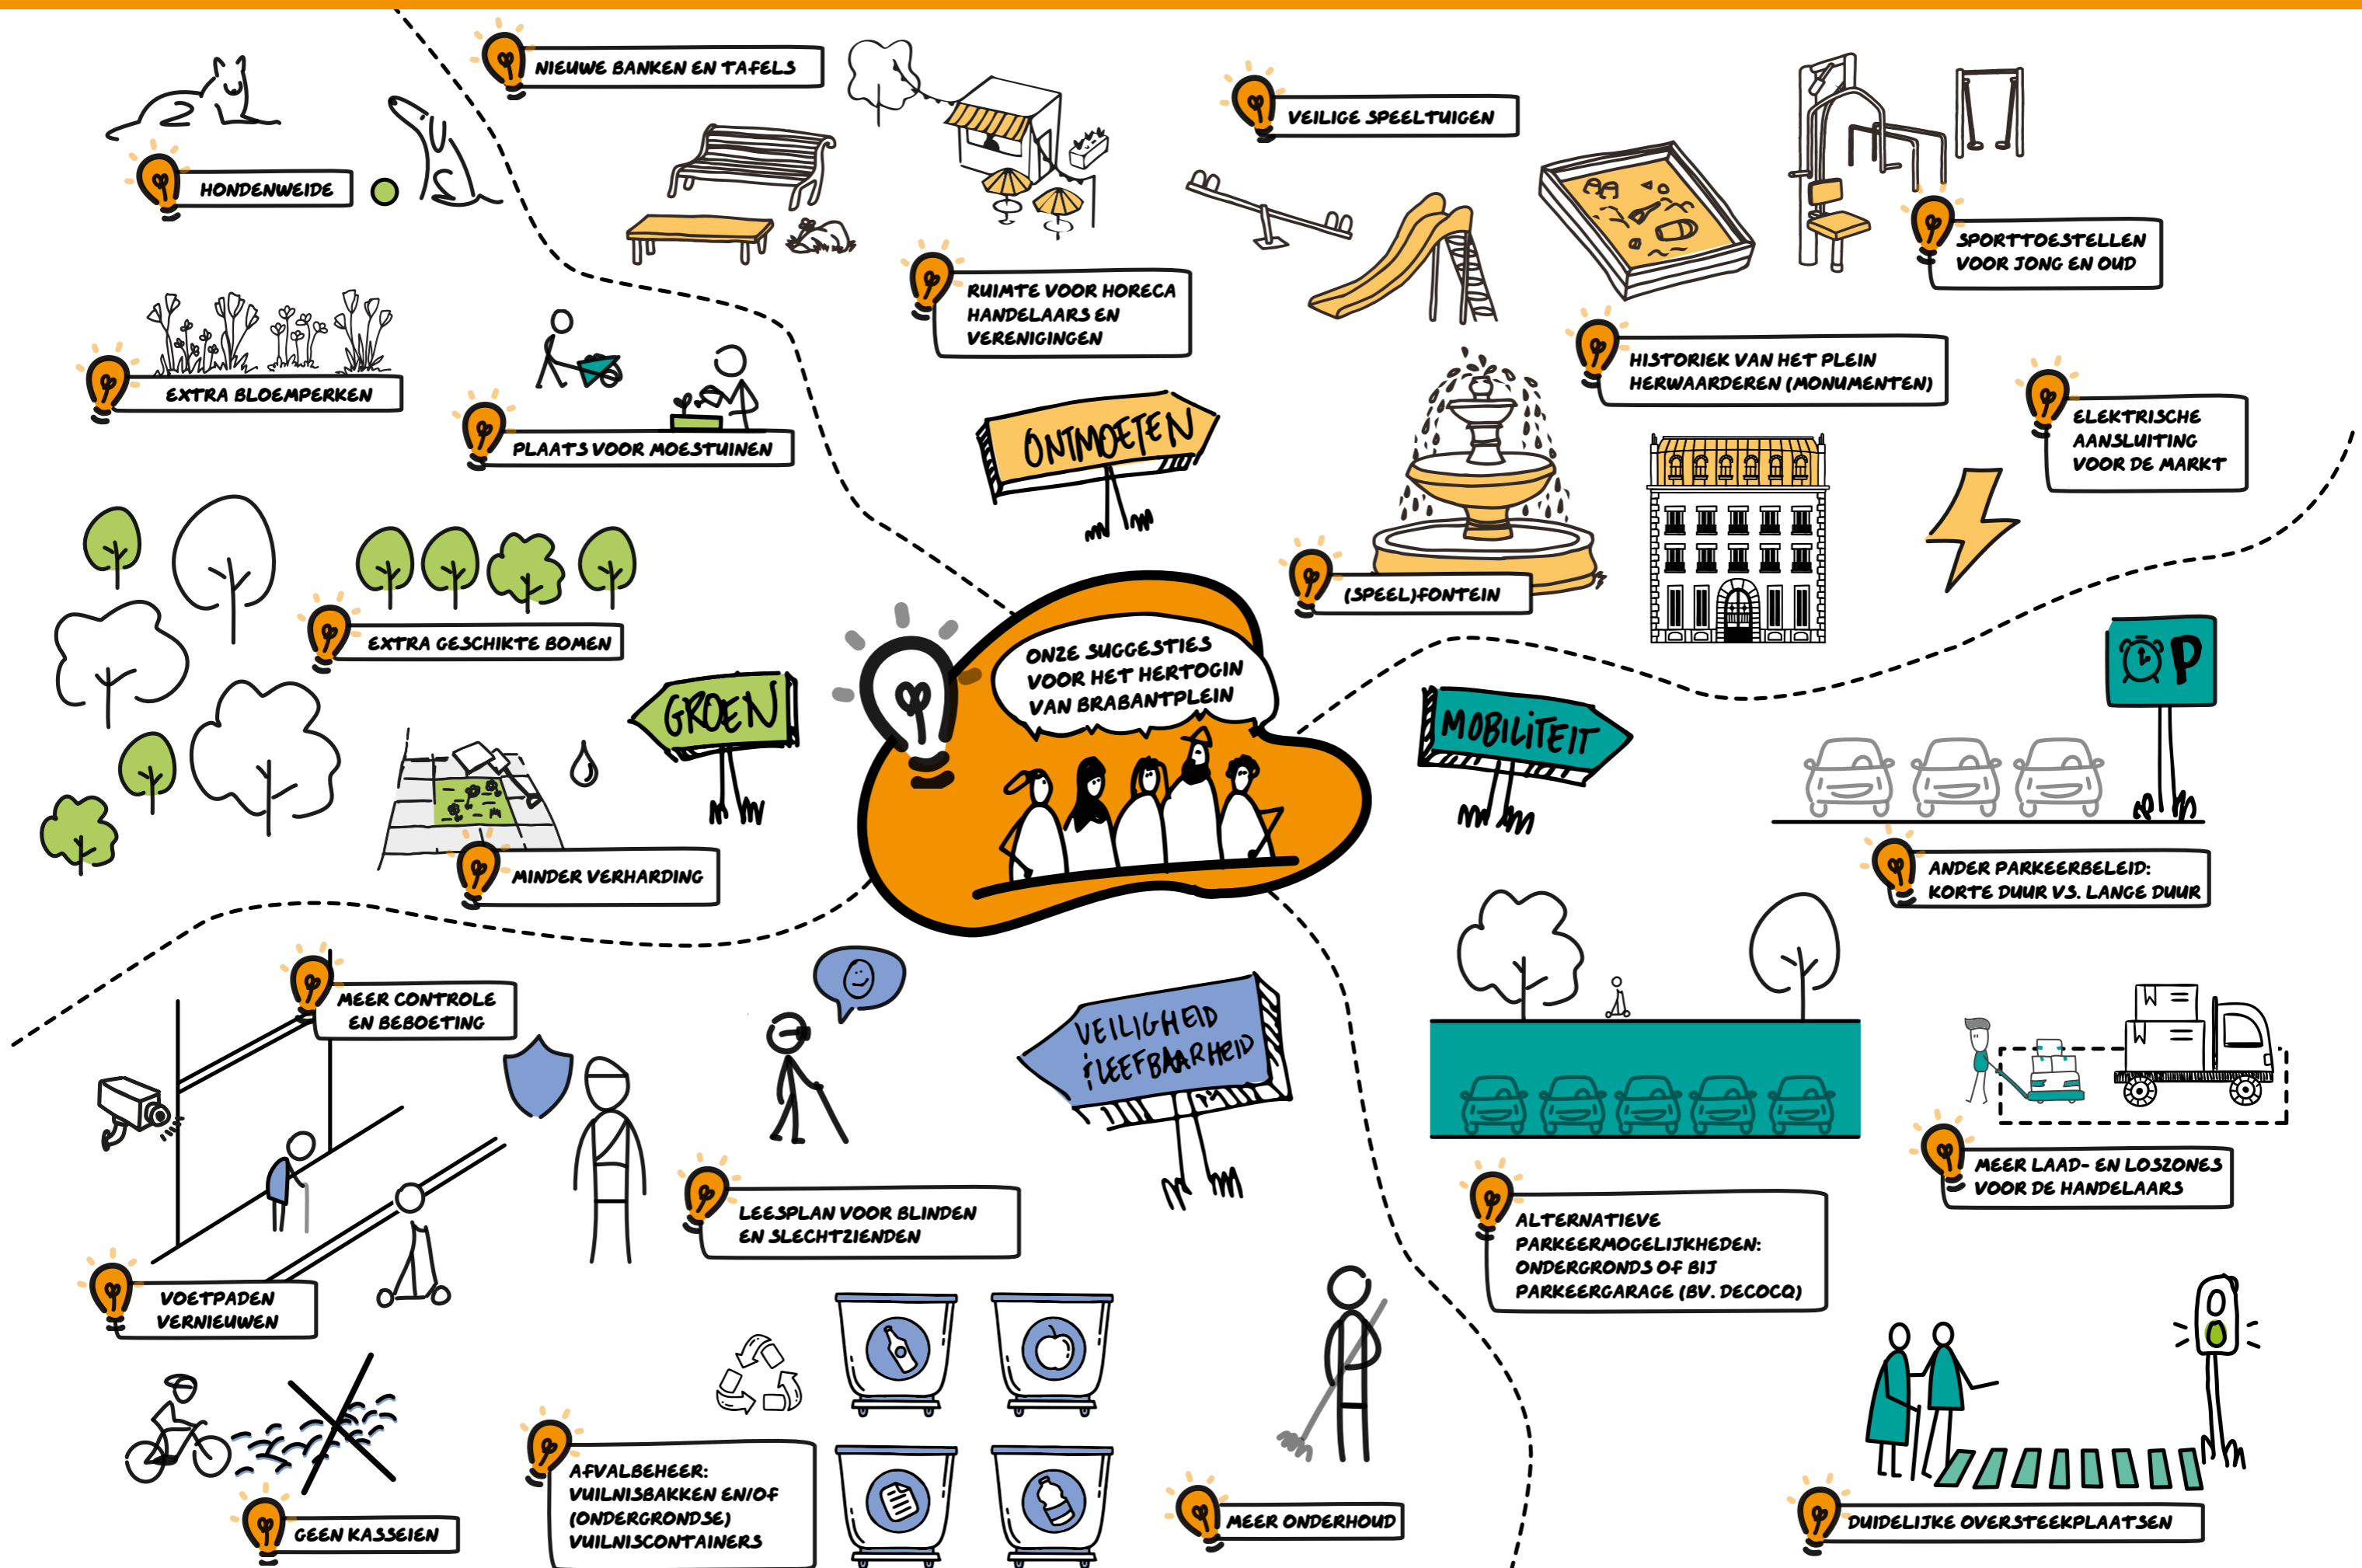 NIEUWE BANKEN EN TAFELS
VEILIGE SPEELTUIGEN
HONDENWEIDE
SPORTTOESTELLEN
VOOR JONG EN OUD
RUIMTE VOOR HORECA
HANDELAARS EN
VERENIGINGEN
HISTORIEK VAN HET PLEIN
HERWAARDEREN (MONUMENTEN)
EXTRA BLOEMPERKEN
PLAATS VOOR MOESTUINEN
ONTMOETEN
ELEKTRISCHE
AANSLUITING
VOOR DE MARKT
(SPEEL)FONTEIN
EXTRA GESCHIKTE BOMEN
GROEN
ONZE SUGGESTIES
VOOR HET HERTOGIN
VAN BRABANTPLEIN
MOBILITEIT
P
MINDER VERHARDING
ANDER PARKEERBELEID:
KORTE DUUR VS. LANGE DUUR
MEER CONTROLE
EN BEBOETING
VEILIGHEID
& LEEFBAARHEID
LEESPLAN VOOR BLINDEN
EN SLECHTZIENDEN
MEER LAAD- EN LOSZONES
VOOR DE HANDELAARS
ALTERNATIEVE
PARKEERMOGELIJKHEDEN:
ONDERGRONDS OF BIJ
PARKEERGARAGE (BV. DECOCQ)
VOETPADEN
VERNIEUWEN
GEEN KASSEIEN
AFVALBEHEER:
VUILNISBAKKEN EN/OF
(ONDERGRONDSE)
VUILNISCONTAINERS
MEER ONDERHOUD
DUIDELIJKE OVERSTEEKPLAATSEN